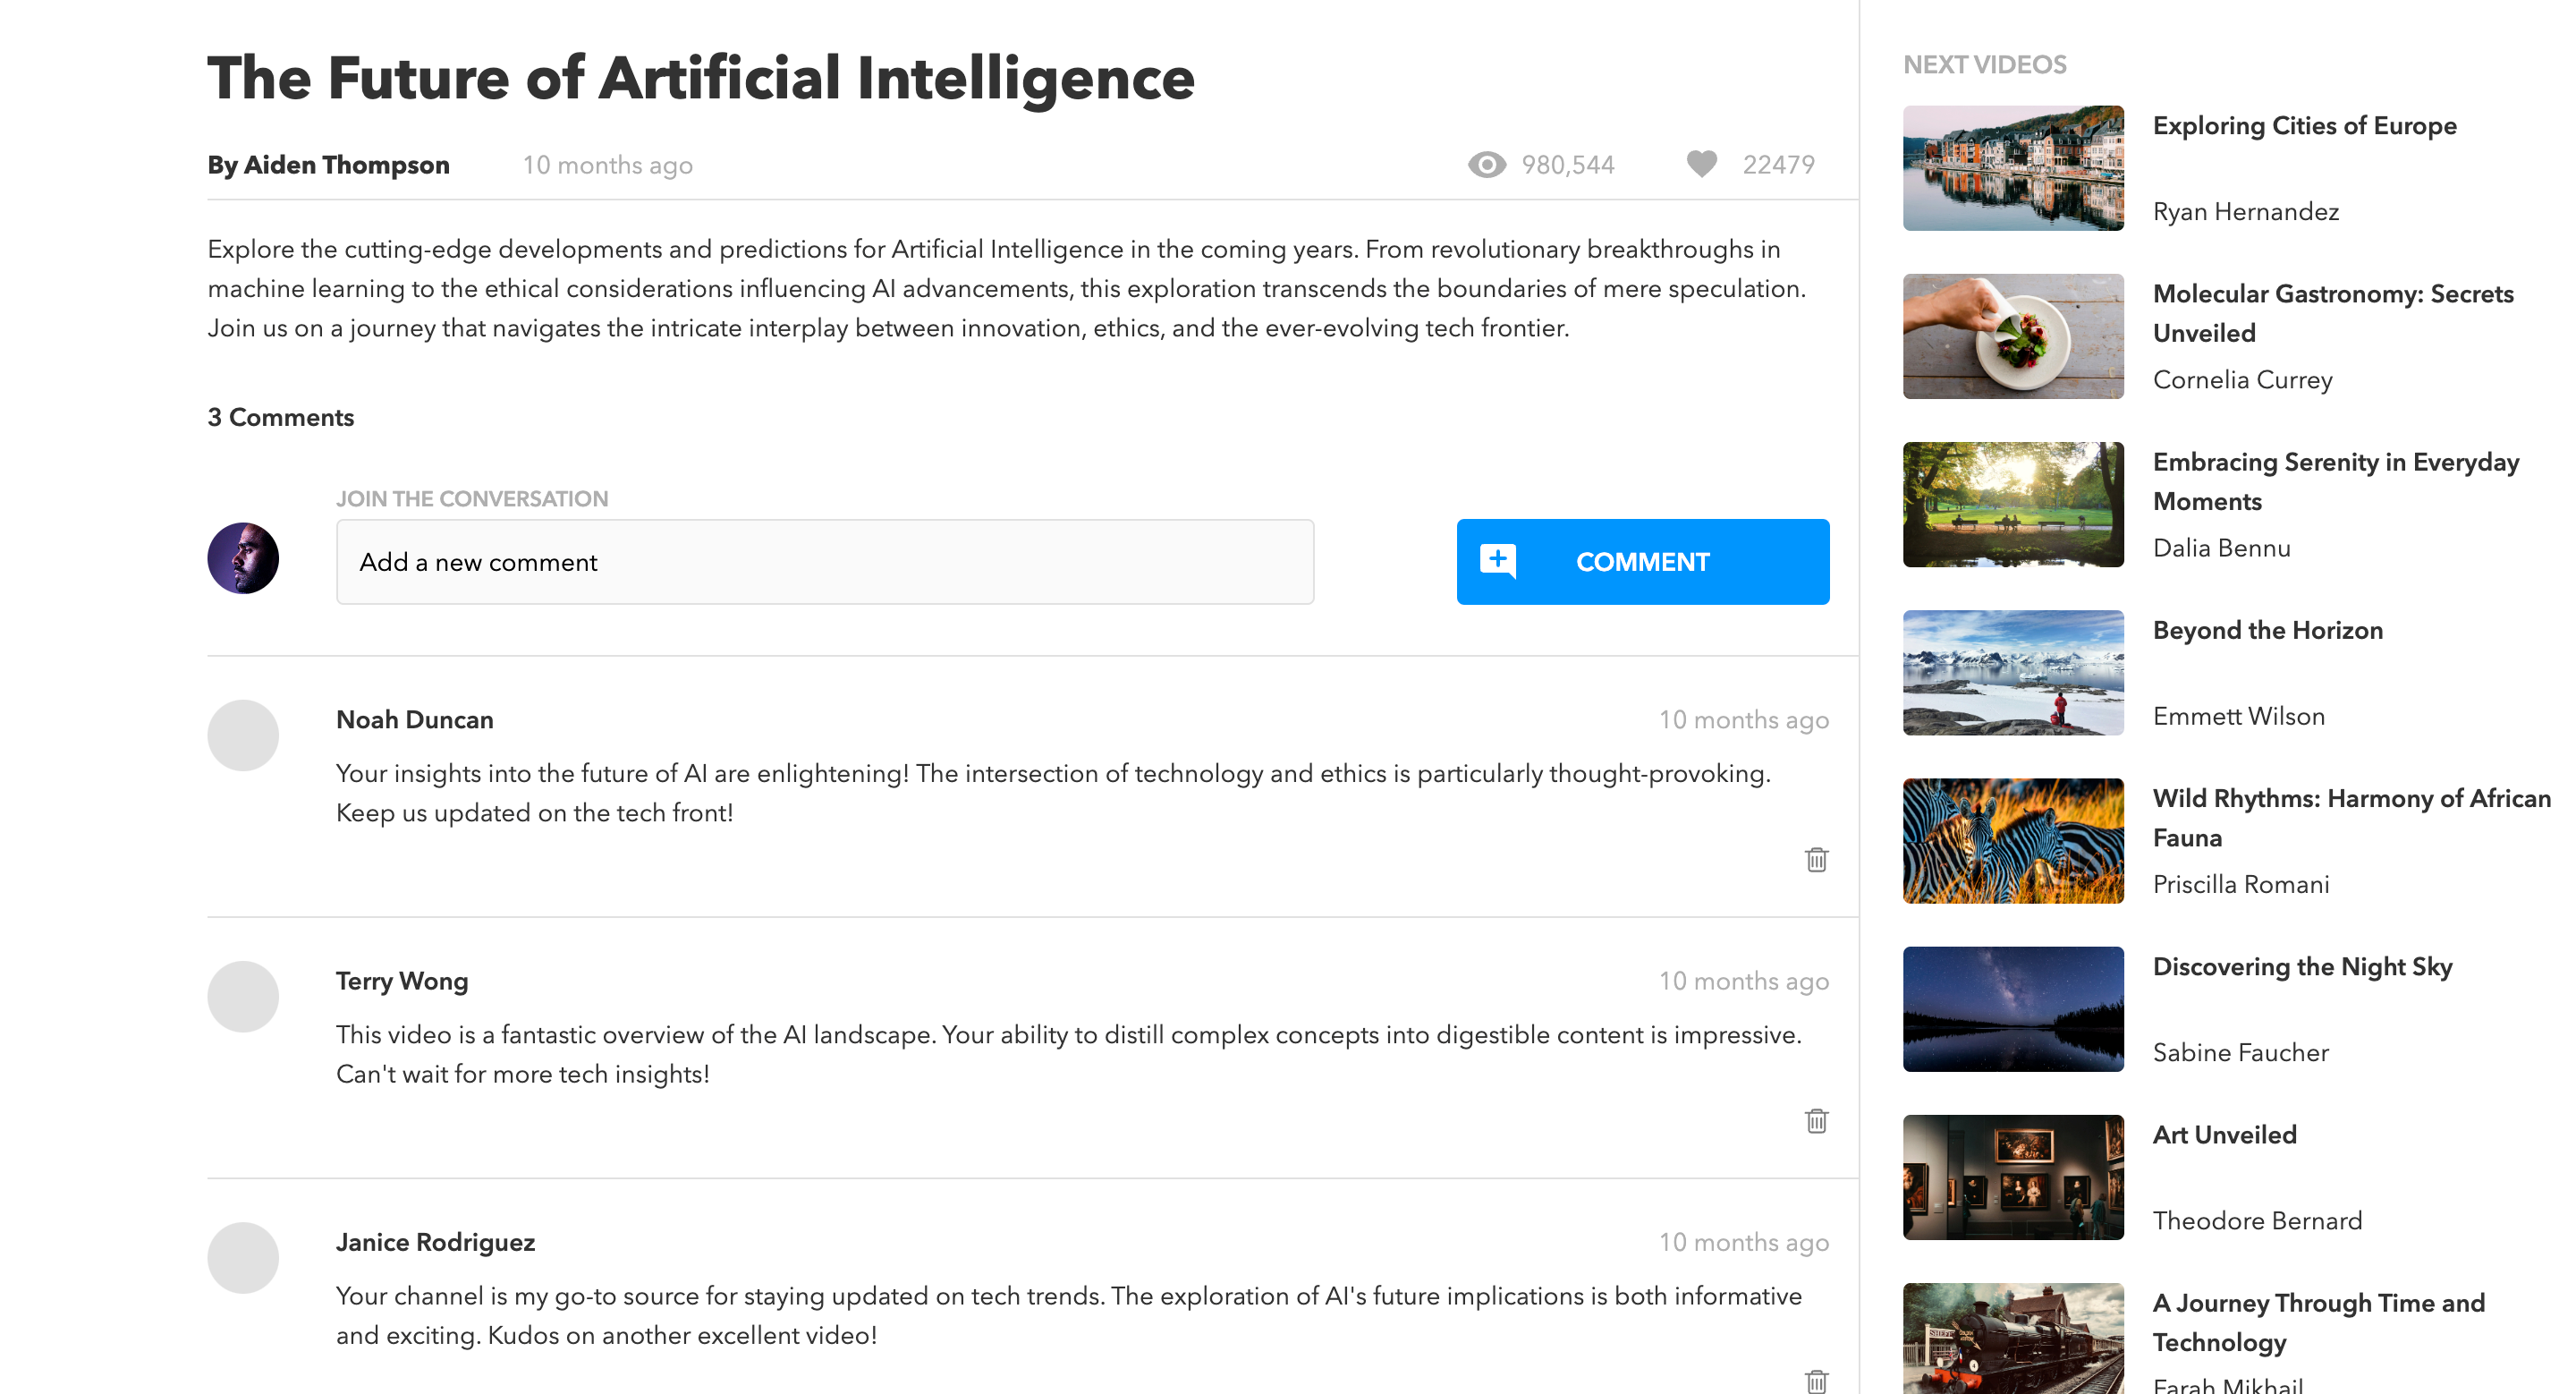 The Future of Artificial Intelligence
By Aiden Thompson 10 months ago 980,544 22479
Explore the cutting-edge developments and predictions for Artificial Intelligence in the coming years. From revolutionary breakthroughs in
machine learning to the ethical considerations influencing AI advancements, this exploration transcends the boundaries of mere speculation.
Join us on a journey that navigates the intricate interplay between innovation, ethics, and the ever-evolving tech frontier.
3 Comments
JOIN THE CONVERSATION
Add a new comment
COMMENT
Noah Duncan 10 months ago
Your insights into the future of AI are enlightening! The intersection of technology and ethics is particularly thought-provoking.
Keep us updated on the tech front!
Terry Wong 10 months ago
This video is a fantastic overview of the AI landscape. Your ability to distill complex concepts into digestible content is impressive.
Can't wait for more tech insights!
Janice Rodriguez 10 months ago
Your channel is my go-to source for staying updated on tech trends. The exploration of AI's future implications is both informative
and exciting. Kudos on another excellent video!
NEXT VIDEOS
Exploring Cities of Europe
Ryan Hernandez
Molecular Gastronomy: Secrets
Unveiled
Cornelia Currey
Embracing Serenity in Everyday
Moments
Dalia Bennu
Beyond the Horizon
Emmett Wilson
Wild Rhythms: Harmony of African
Fauna
Priscilla Romani
Discovering the Night Sky
Sabine Faucher
Art Unveiled
Theodore Bernard
A Journey Through Time and
Technology
Farah Mikhail